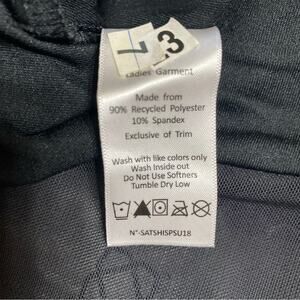 7 3
Ladies Garment
Made from
90% Recycled Polyester
10% Spandex
Exclusive of Trim
Wash with like colors only
Wash Inside out
Do Not Use Softners
Tumble Dry Low
N°-SATSHISPSU18